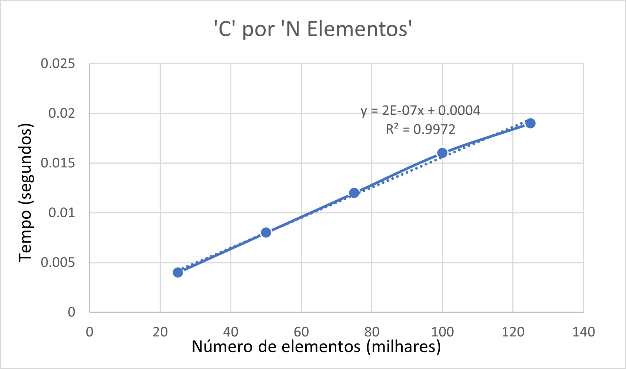 'C' por 'N Elementos'
0.025
0.02
0.015
0.01
0.005
0
y = 2E-07x + 0.0004
R² = 0.9972
Tempo (segundos)
0 20 40 60 80 100 120 140
Número de elementos (milhares)